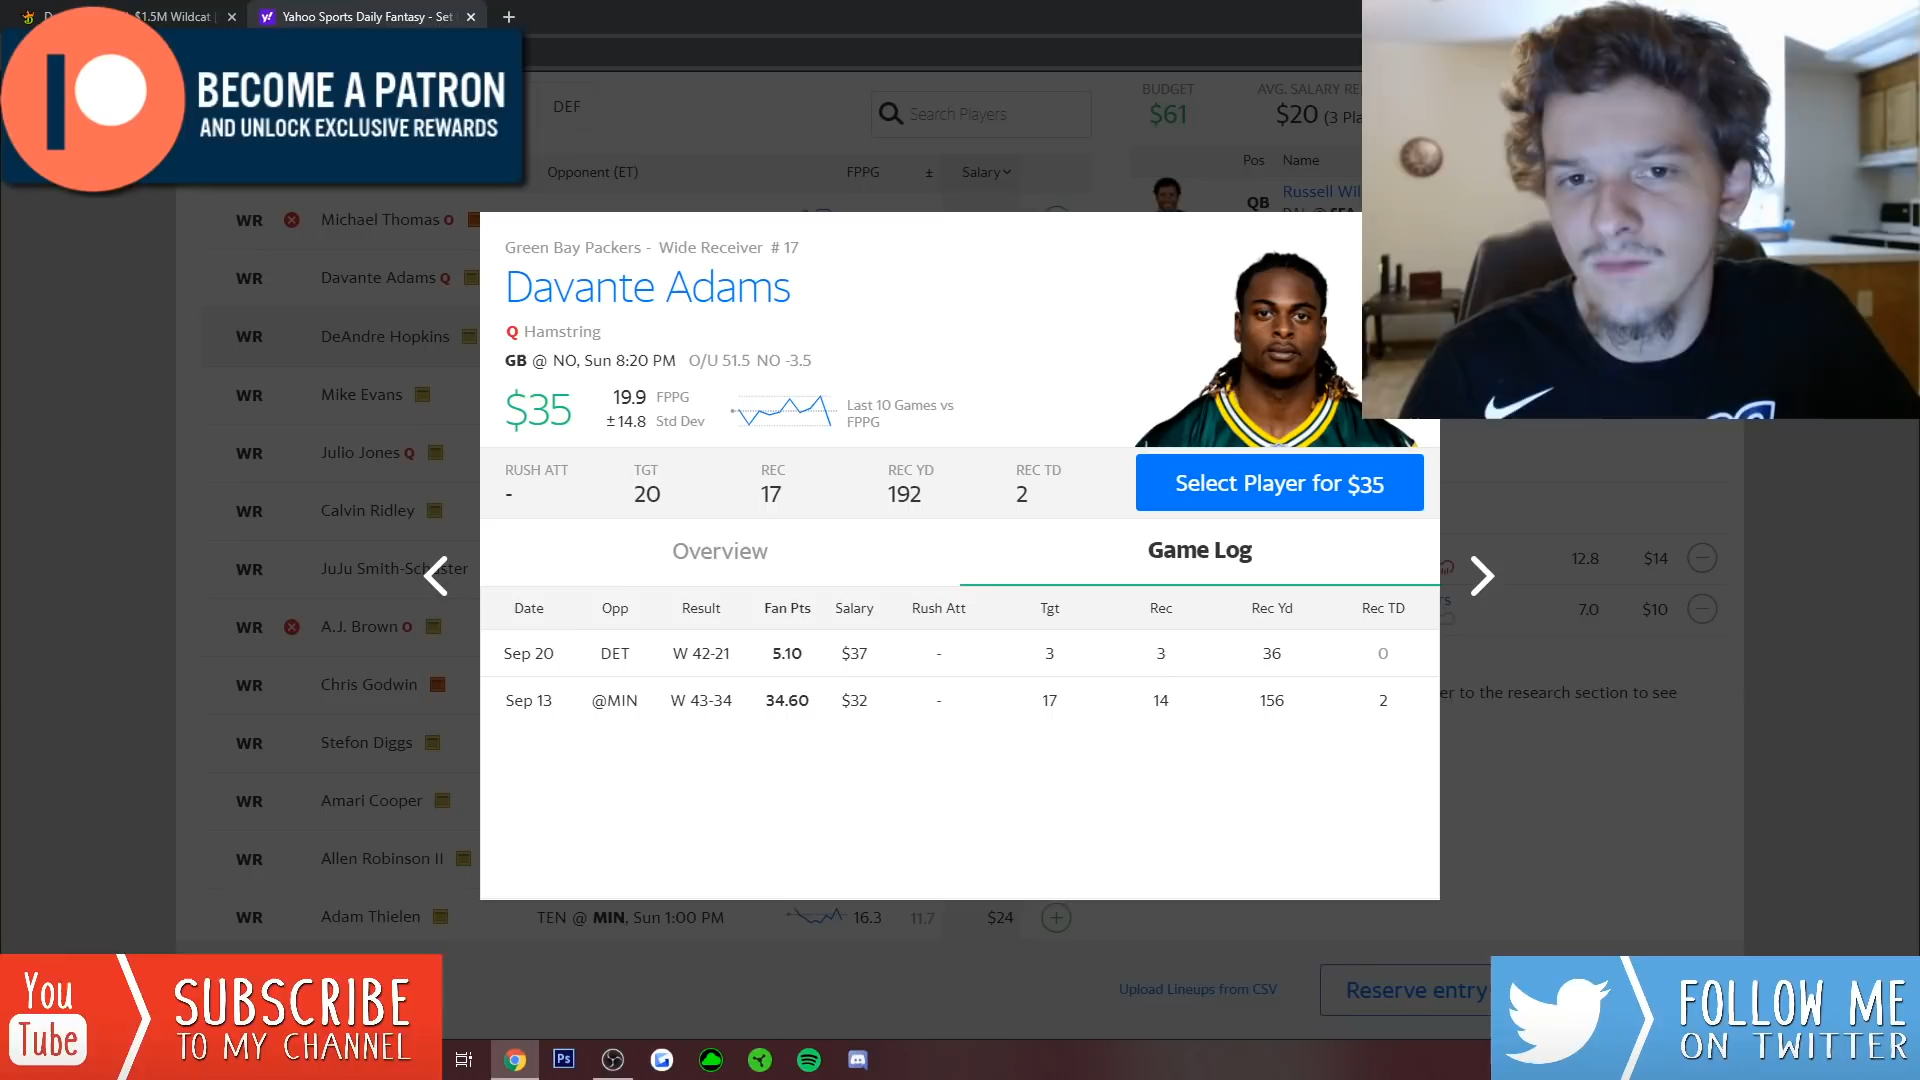 $1.5M Wildcat |
Yahoo Sports Daily Fantasy - Set
BECOME A PATRON
AND UNLOCK EXCLUSIVE REWARDS
DEF
Search Players
BUDGET
$61
AVG. SALARY RE
$20 (3 Pla
Opponent (ET) FPPG ± Salary
Pos Name
QB Russell Wil
WR Michael Thomas O
WR Davante Adams Q
WR DeAndre Hopkins
WR Mike Evans
WR Julio Jones Q
WR Calvin Ridley
WR JuJu Smith-Schuster
WR A.J. Brown O
WR Chris Godwin
WR Stefon Diggs
WR Amari Cooper
WR Allen Robinson II
WR Adam Thielen TEN @ MIN, Sun 1:00 PM 16.3 11.7 $24
Green Bay Packers - Wide Receiver # 17
Davante Adams
Q Hamstring
GB @ NO, Sun 8:20 PM O/U 51.5 NO -3.5
$35
19.9 FPPG
±14.8 Std Dev
Last 10 Games vs
FPPG
RUSH ATT TGT REC REC YD REC TD
- 20 17 192 2
Select Player for $35
Overview Game Log
Date Opp Result Fan Pts Salary Rush Att Tgt Rec Rec Yd Rec TD
Sep 20 DET W 42-21 5.10 $37 - 3 3 36 0
Sep 13 @MIN W 43-34 34.60 $32 - 17 14 156 2
12.8 $14
rs 7.0 $10
er to the research section to see
Upload Lineups from CSV
Reserve entry
You
Tube
SUBSCRIBE
TO MY CHANNEL
Ps
FOLLOW ME
ON TWITTER